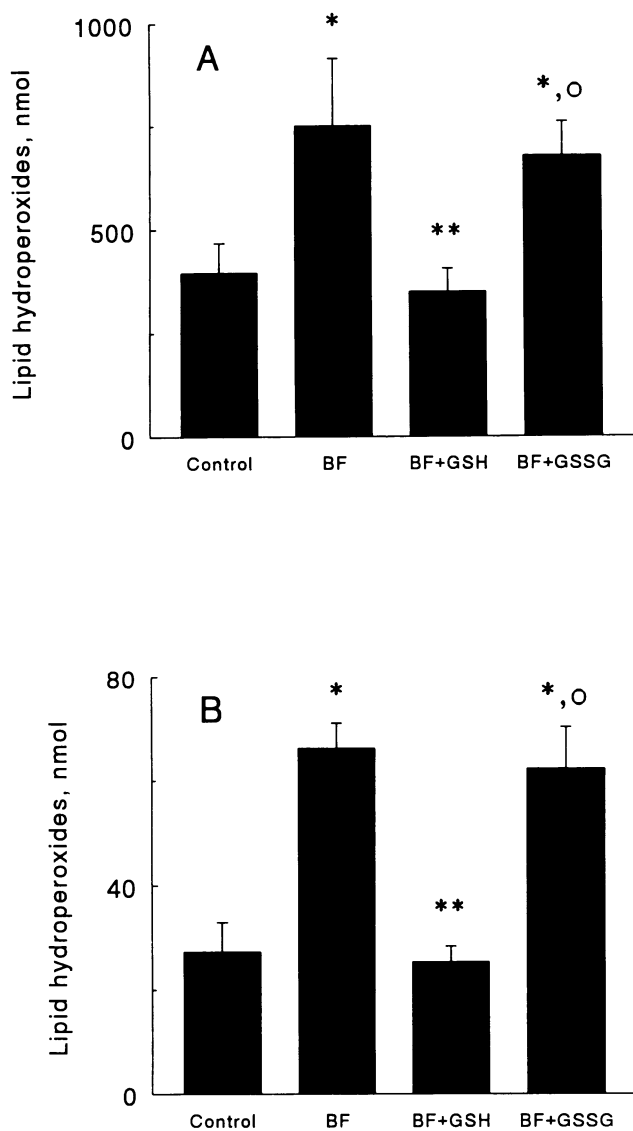 1000
500
0
Lipid hydroperoxides, nmol
A
*
**
*,o
Control BF BF+GSH BF+GSSG
80
40
0
Lipid hydroperoxides, nmol
B
*
**
*,o
Control BF BF+GSH BF+GSSG